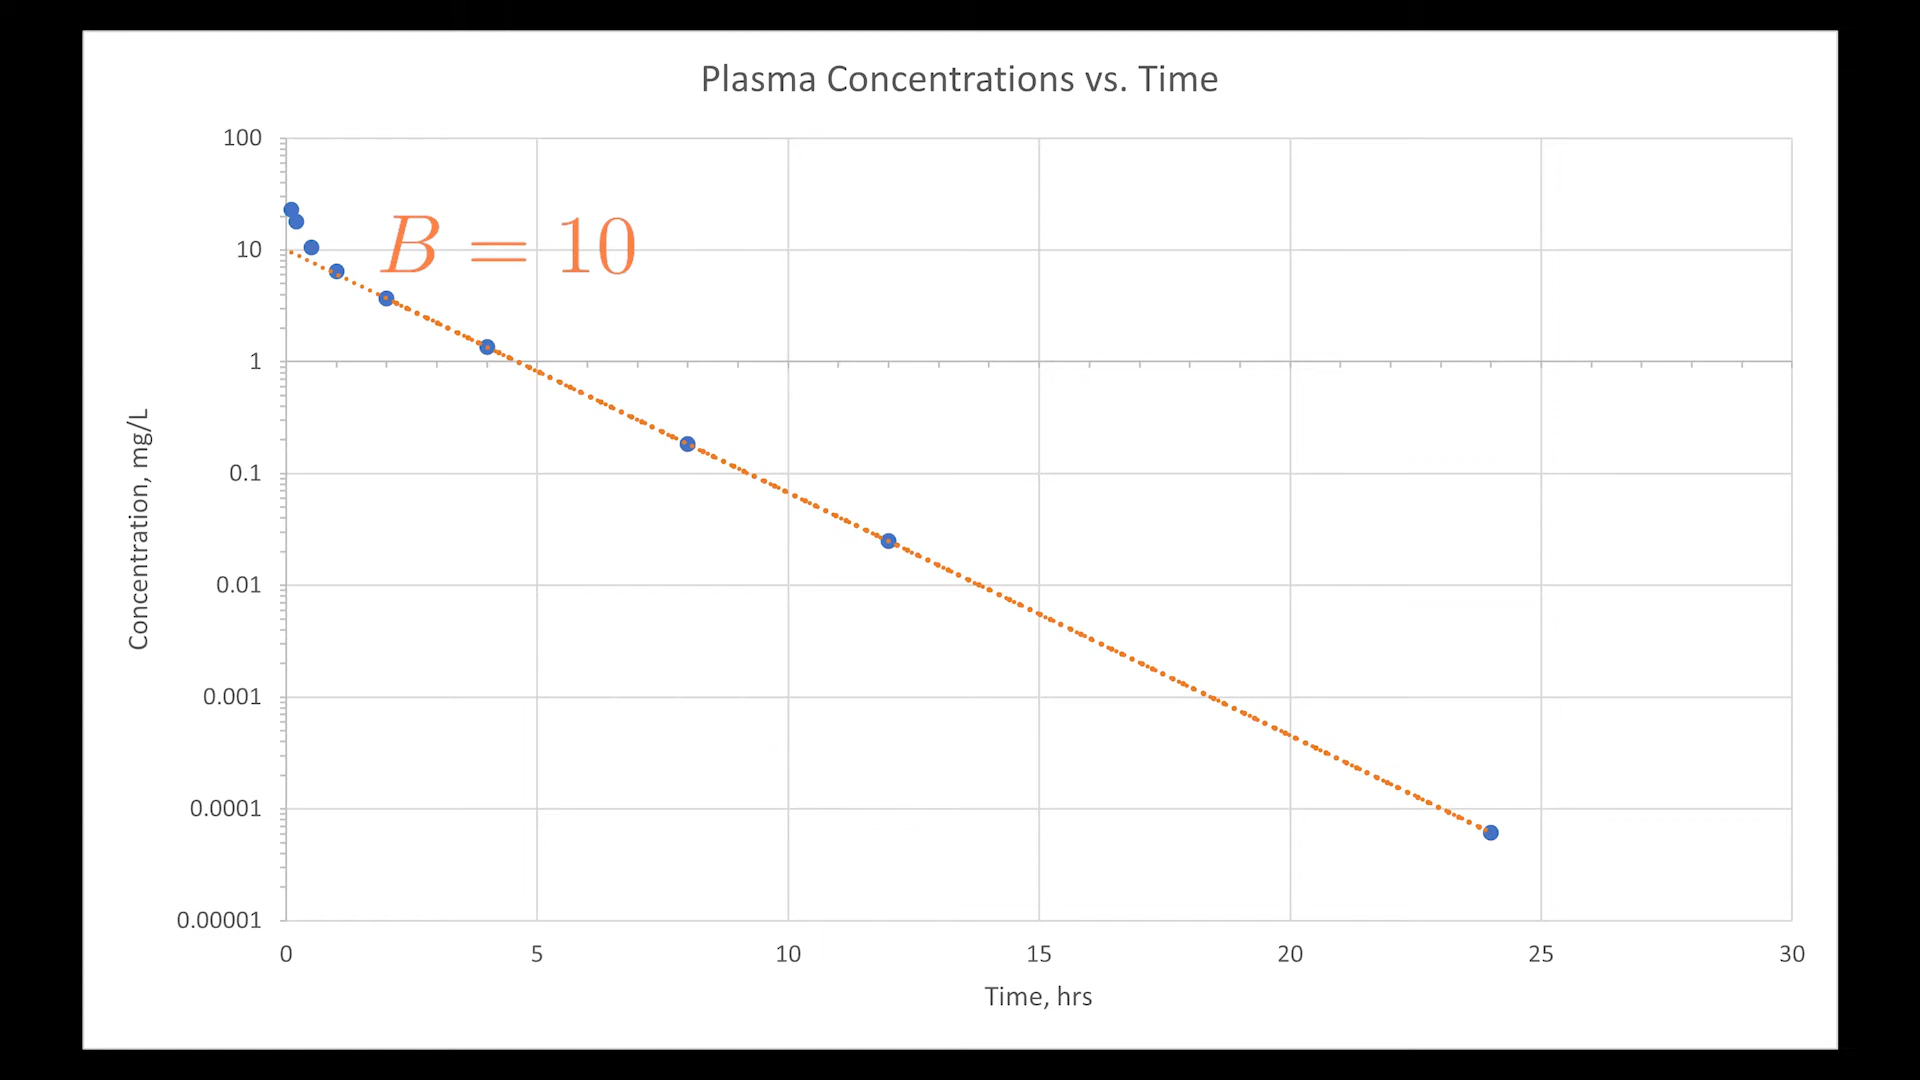 Plasma Concentrations vs. Time
100
10
1
0.1
0.01
0.001
0.0001
0.00001
B = 10
Concentration, mg/L
0 5 10 15 20 25 30
Time, hrs